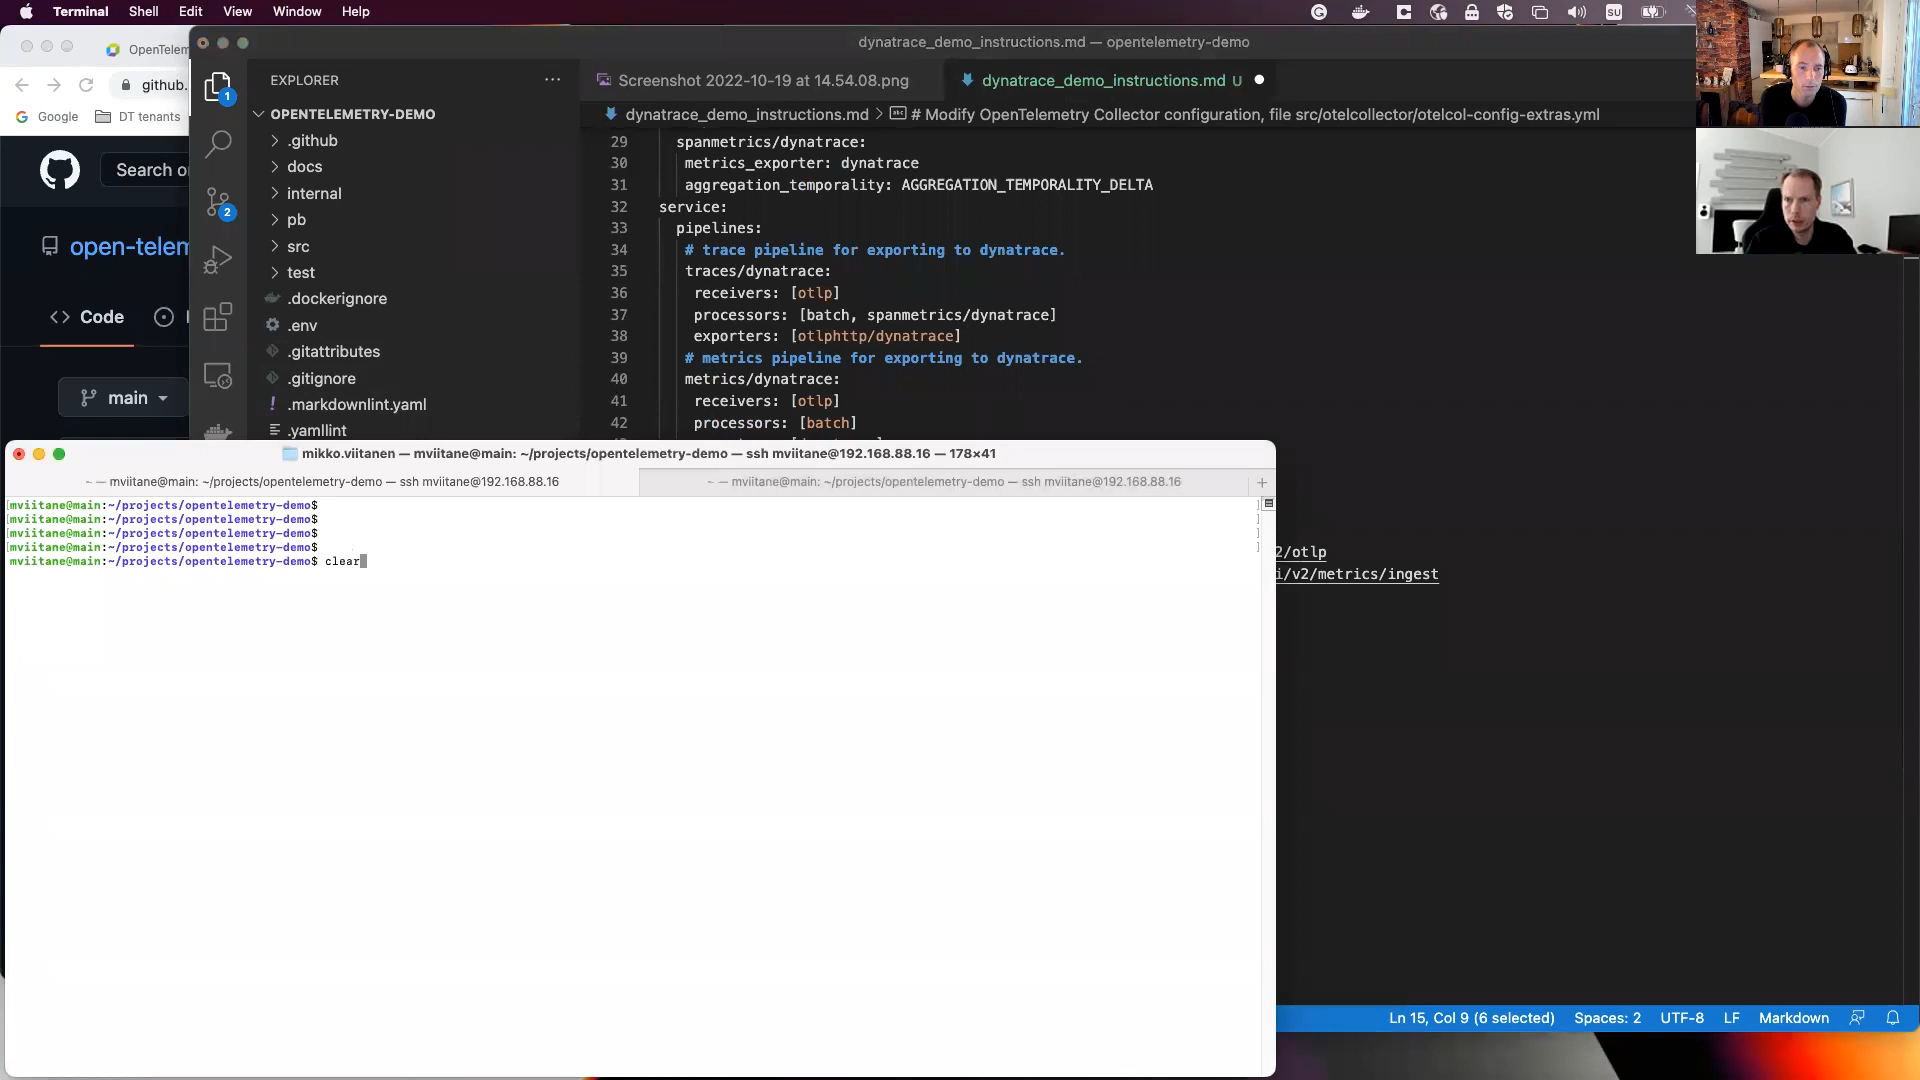 Terminal Shell Edit View Window Help
SU
OpenTelem
github.
Google DT tenants
Search or
open-telem
Code
main
dynatrace_demo_instructions.md — opentelemetry-demo
1
2
EXPLORER
OPENTELEMETRY-DEMO
.github
docs
internal
pb
src
test
.dockerignore
.env
.gitattributes
.gitignore
.markdownlint.yaml
.yamllint
Screenshot 2022-10-19 at 14.54.08.png
dynatrace_demo_instructions.md U
dynatrace_demo_instructions.md > # Modify OpenTelemetry Collector configuration, file src/otelcollector/otelcol-config-extras.yml
29 spanmetrics/dynatrace:
30 metrics_exporter: dynatrace
31 aggregation_temporality: AGGREGATION_TEMPORALITY_DELTA
32 service:
33 pipelines:
34 # trace pipeline for exporting to dynatrace.
35 traces/dynatrace:
36 receivers: [otlp]
37 processors: [batch, spanmetrics/dynatrace]
38 exporters: [otlphttp/dynatrace]
39 # metrics pipeline for exporting to dynatrace.
40 metrics/dynatrace:
41 receivers: [otlp]
42 processors: [batch]
2/otlp
i/v2/metrics/ingest
mikko.viitanen — mviitane@main: ~/projects/opentelemetry-demo — ssh mviitane@192.168.88.16 — 178×41
~ — mviitane@main: ~/projects/opentelemetry-demo — ssh mviitane@192.168.88.16
~ — mviitane@main: ~/projects/opentelemetry-demo — ssh mviitane@192.168.88.16
[mviitane@main:~/projects/opentelemetry-demo$ ]
[mviitane@main:~/projects/opentelemetry-demo$ ]
[mviitane@main:~/projects/opentelemetry-demo$ ]
[mviitane@main:~/projects/opentelemetry-demo$ ]
mviitane@main:~/projects/opentelemetry-demo$ clear
Ln 15, Col 9 (6 selected) Spaces: 2 UTF-8 LF Markdown